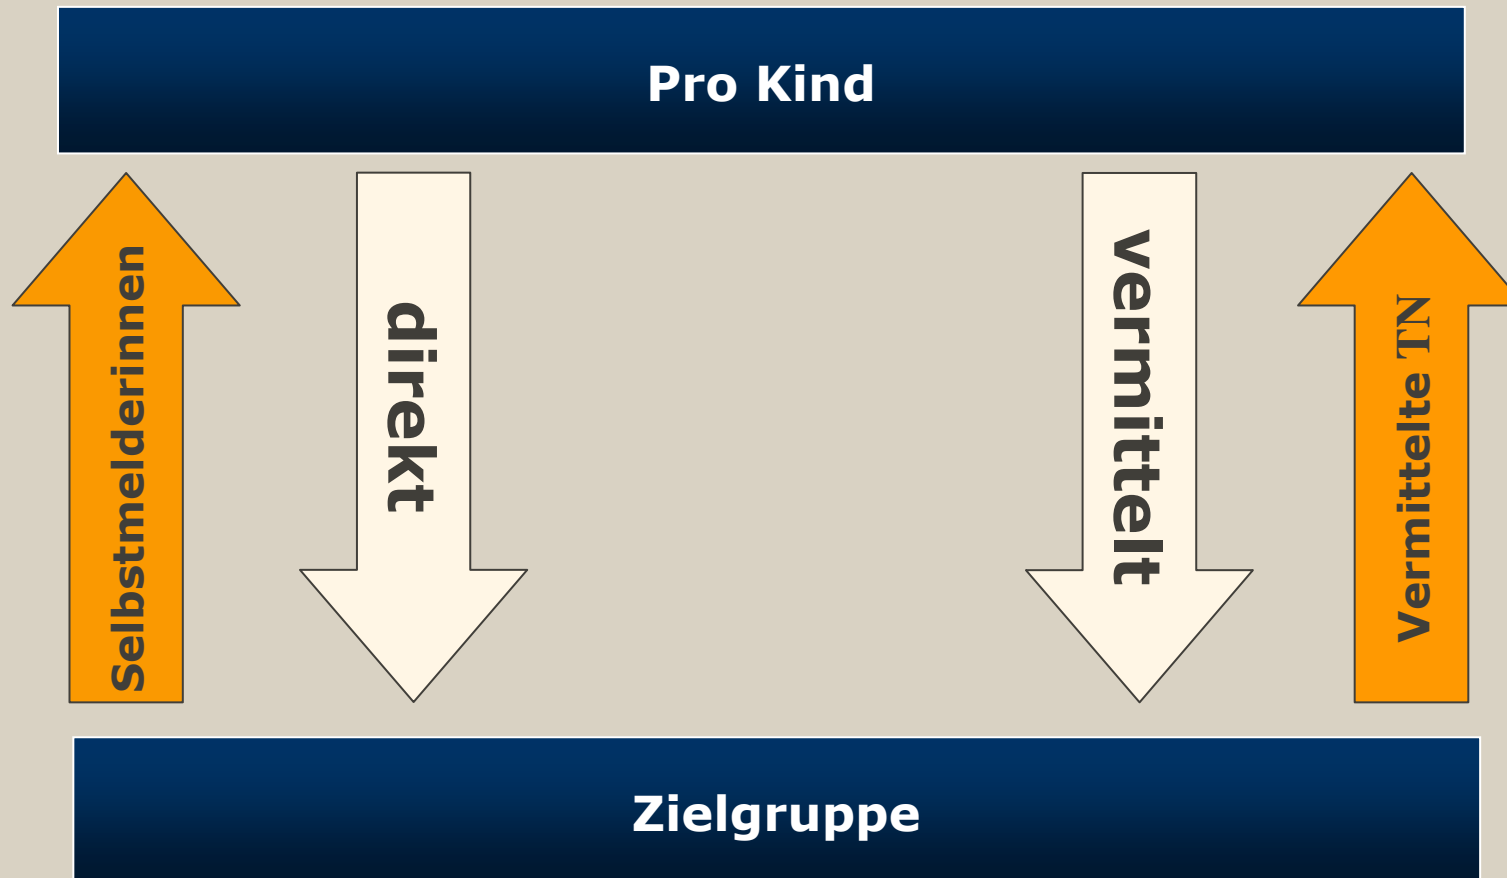 Pro Kind
Selbstmelderinnen
direkt
vermittelt
Vermittelte TN
Zielgruppe